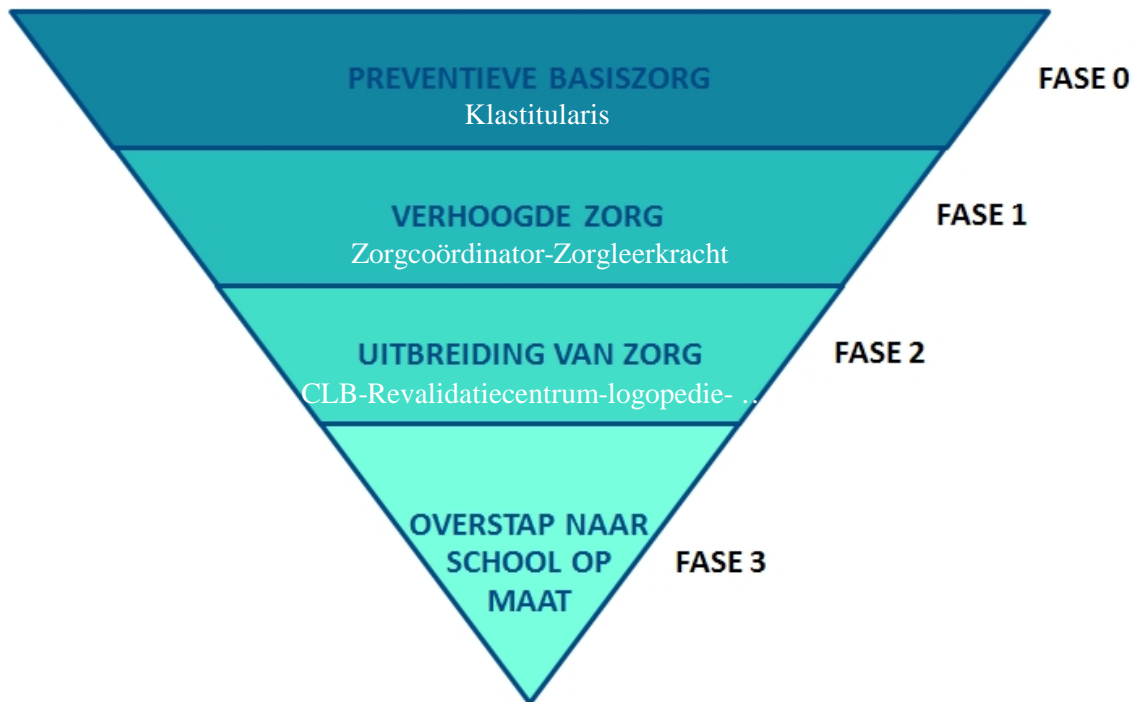 PREVENTIEVE BASISZORG
Klastitularis
FASE 0
VERHOOGDE ZORG
Zorgcoördinator-Zorgleerkracht
FASE 1
UITBREIDING VAN ZORG
CLB-Revalidatiecentrum-logopedie- …
FASE 2
OVERSTAP NAAR
SCHOOL OP
MAAT
FASE 3